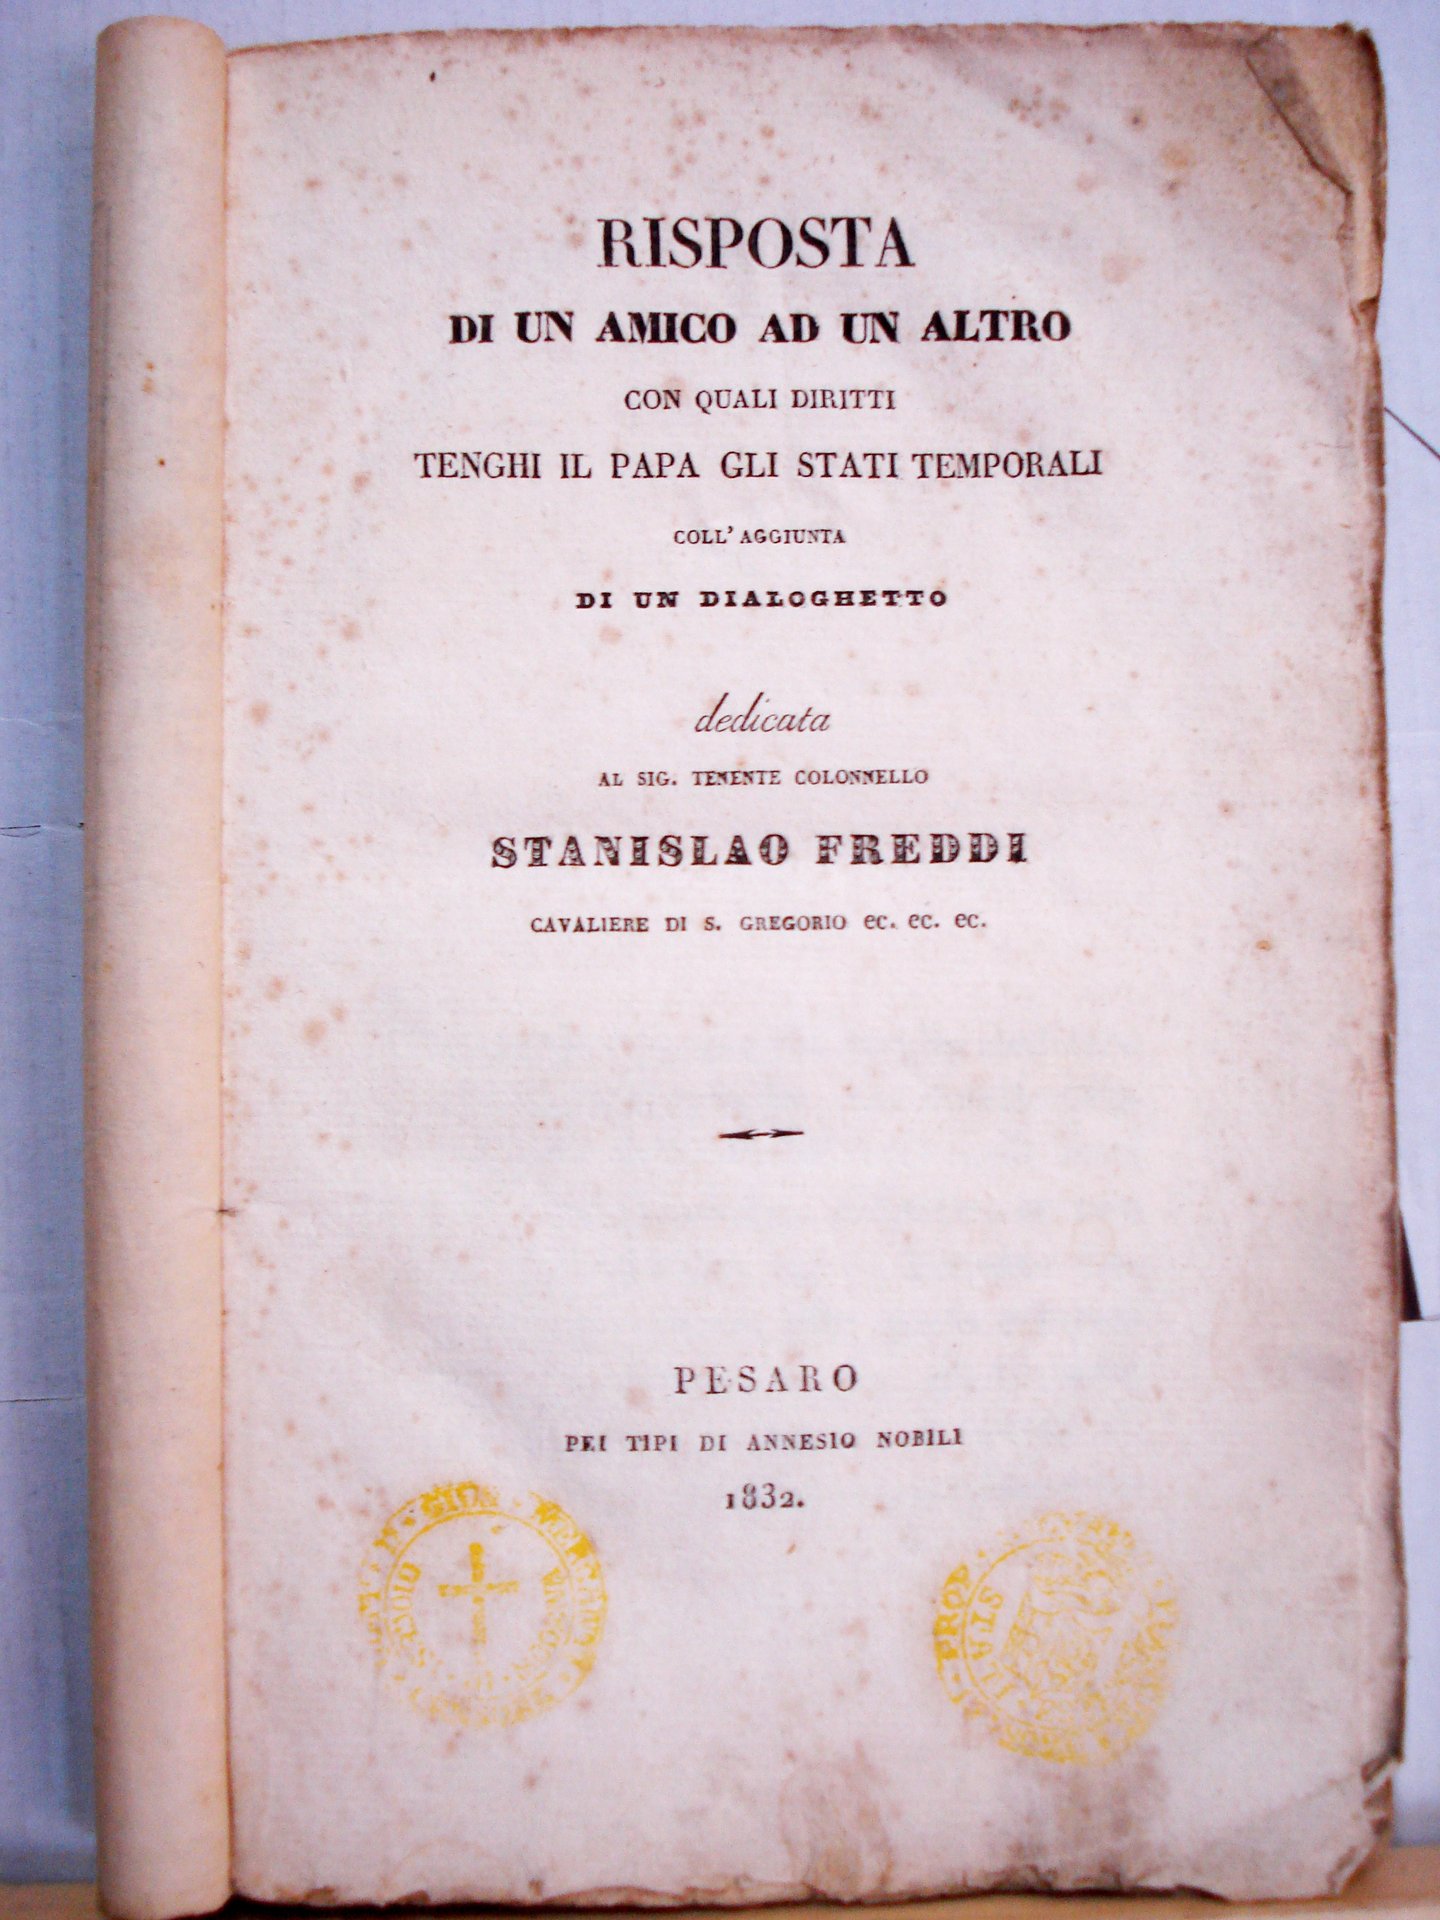 RISPOSTA
DI UN AMICO AD UN ALTRO
CON QUALI DIRITTI
TENGHI IL PAPA GLI STATI TEMPORALI
COLL' AGGIUNTA
DI UN DIALOGHETTO
dedicata
AL SIG. TENENTE COLONNELLO
STANISLAO FREDDI
CAVALIERE DI S. GREGORIO EC. EC. EC.
PESARO
PEI TIPI DI ANNESIO NOBILI
1832.